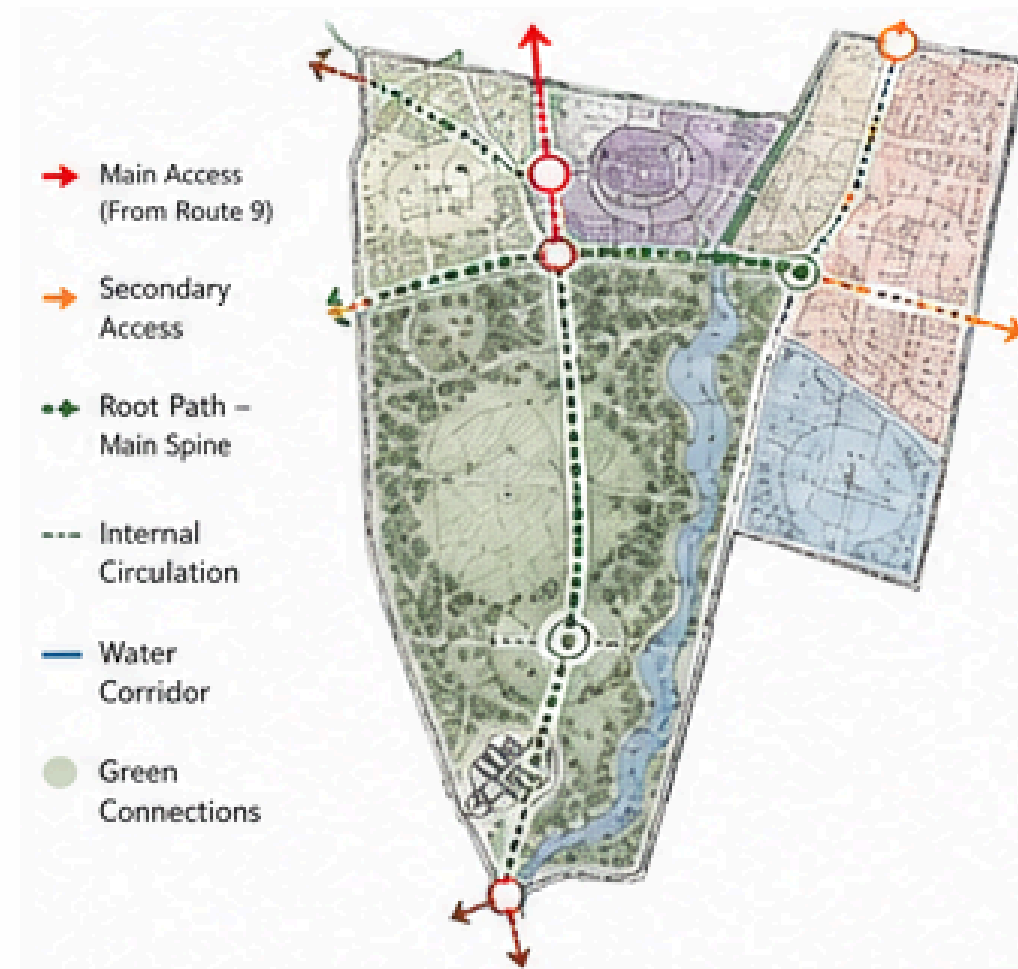 Main Access
(From Route 9)
Secondary
Access
Root Path –
Main Spine
Internal
Circulation
Water
Corridor
Green
Connections